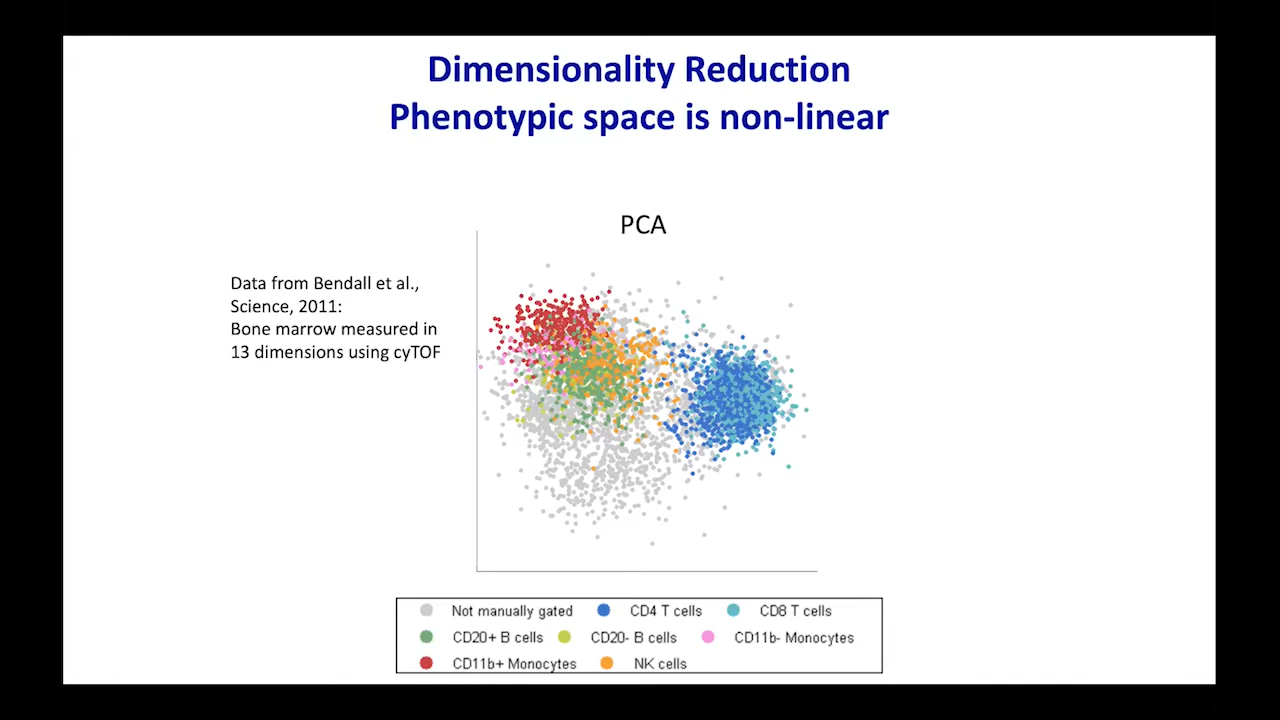 Dimensionality Reduction
Phenotypic space is non-linear
PCA
Data from Bendall et al.,
Science, 2011:
Bone marrow measured in
13 dimensions using cyTOF
Not manually gated CD4 T cells CD8 T cells
CD20+ B cells CD20- B cells CD11b- Monocytes
CD11b+ Monocytes NK cells